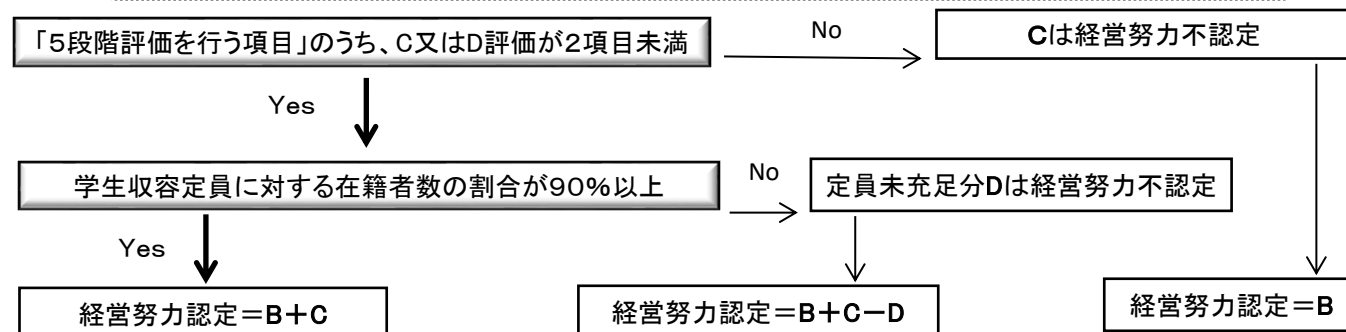 「5段階評価を行う項目」のうち、C又はD評価が2項目未満
No
Cは経営努力不認定
Yes
学生収容定員に対する在籍者数の割合が90%以上
No
定員未充足分Dは経営努力不認定
Yes
経営努力認定=B+C
経営努力認定=B+C-D
経営努力認定=B